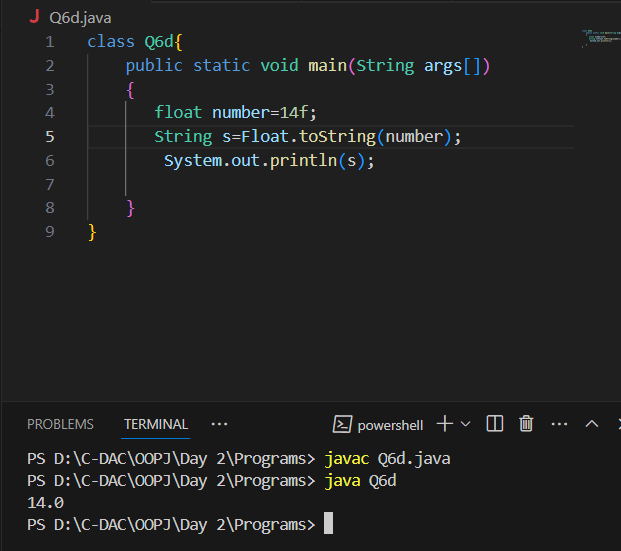 J Q6d.java
1 class Q6d{
2 public static void main(String args[])
3 {
4 float number=14f;
5 String s=Float.toString(number);
6 System.out.println(s);
7
8 }
9 }
PROBLEMS TERMINAL ··· powershell
PS D:\C-DAC\OOPJ\Day 2\Programs> javac Q6d.java
PS D:\C-DAC\OOPJ\Day 2\Programs> java Q6d
14.0
PS D:\C-DAC\OOPJ\Day 2\Programs>